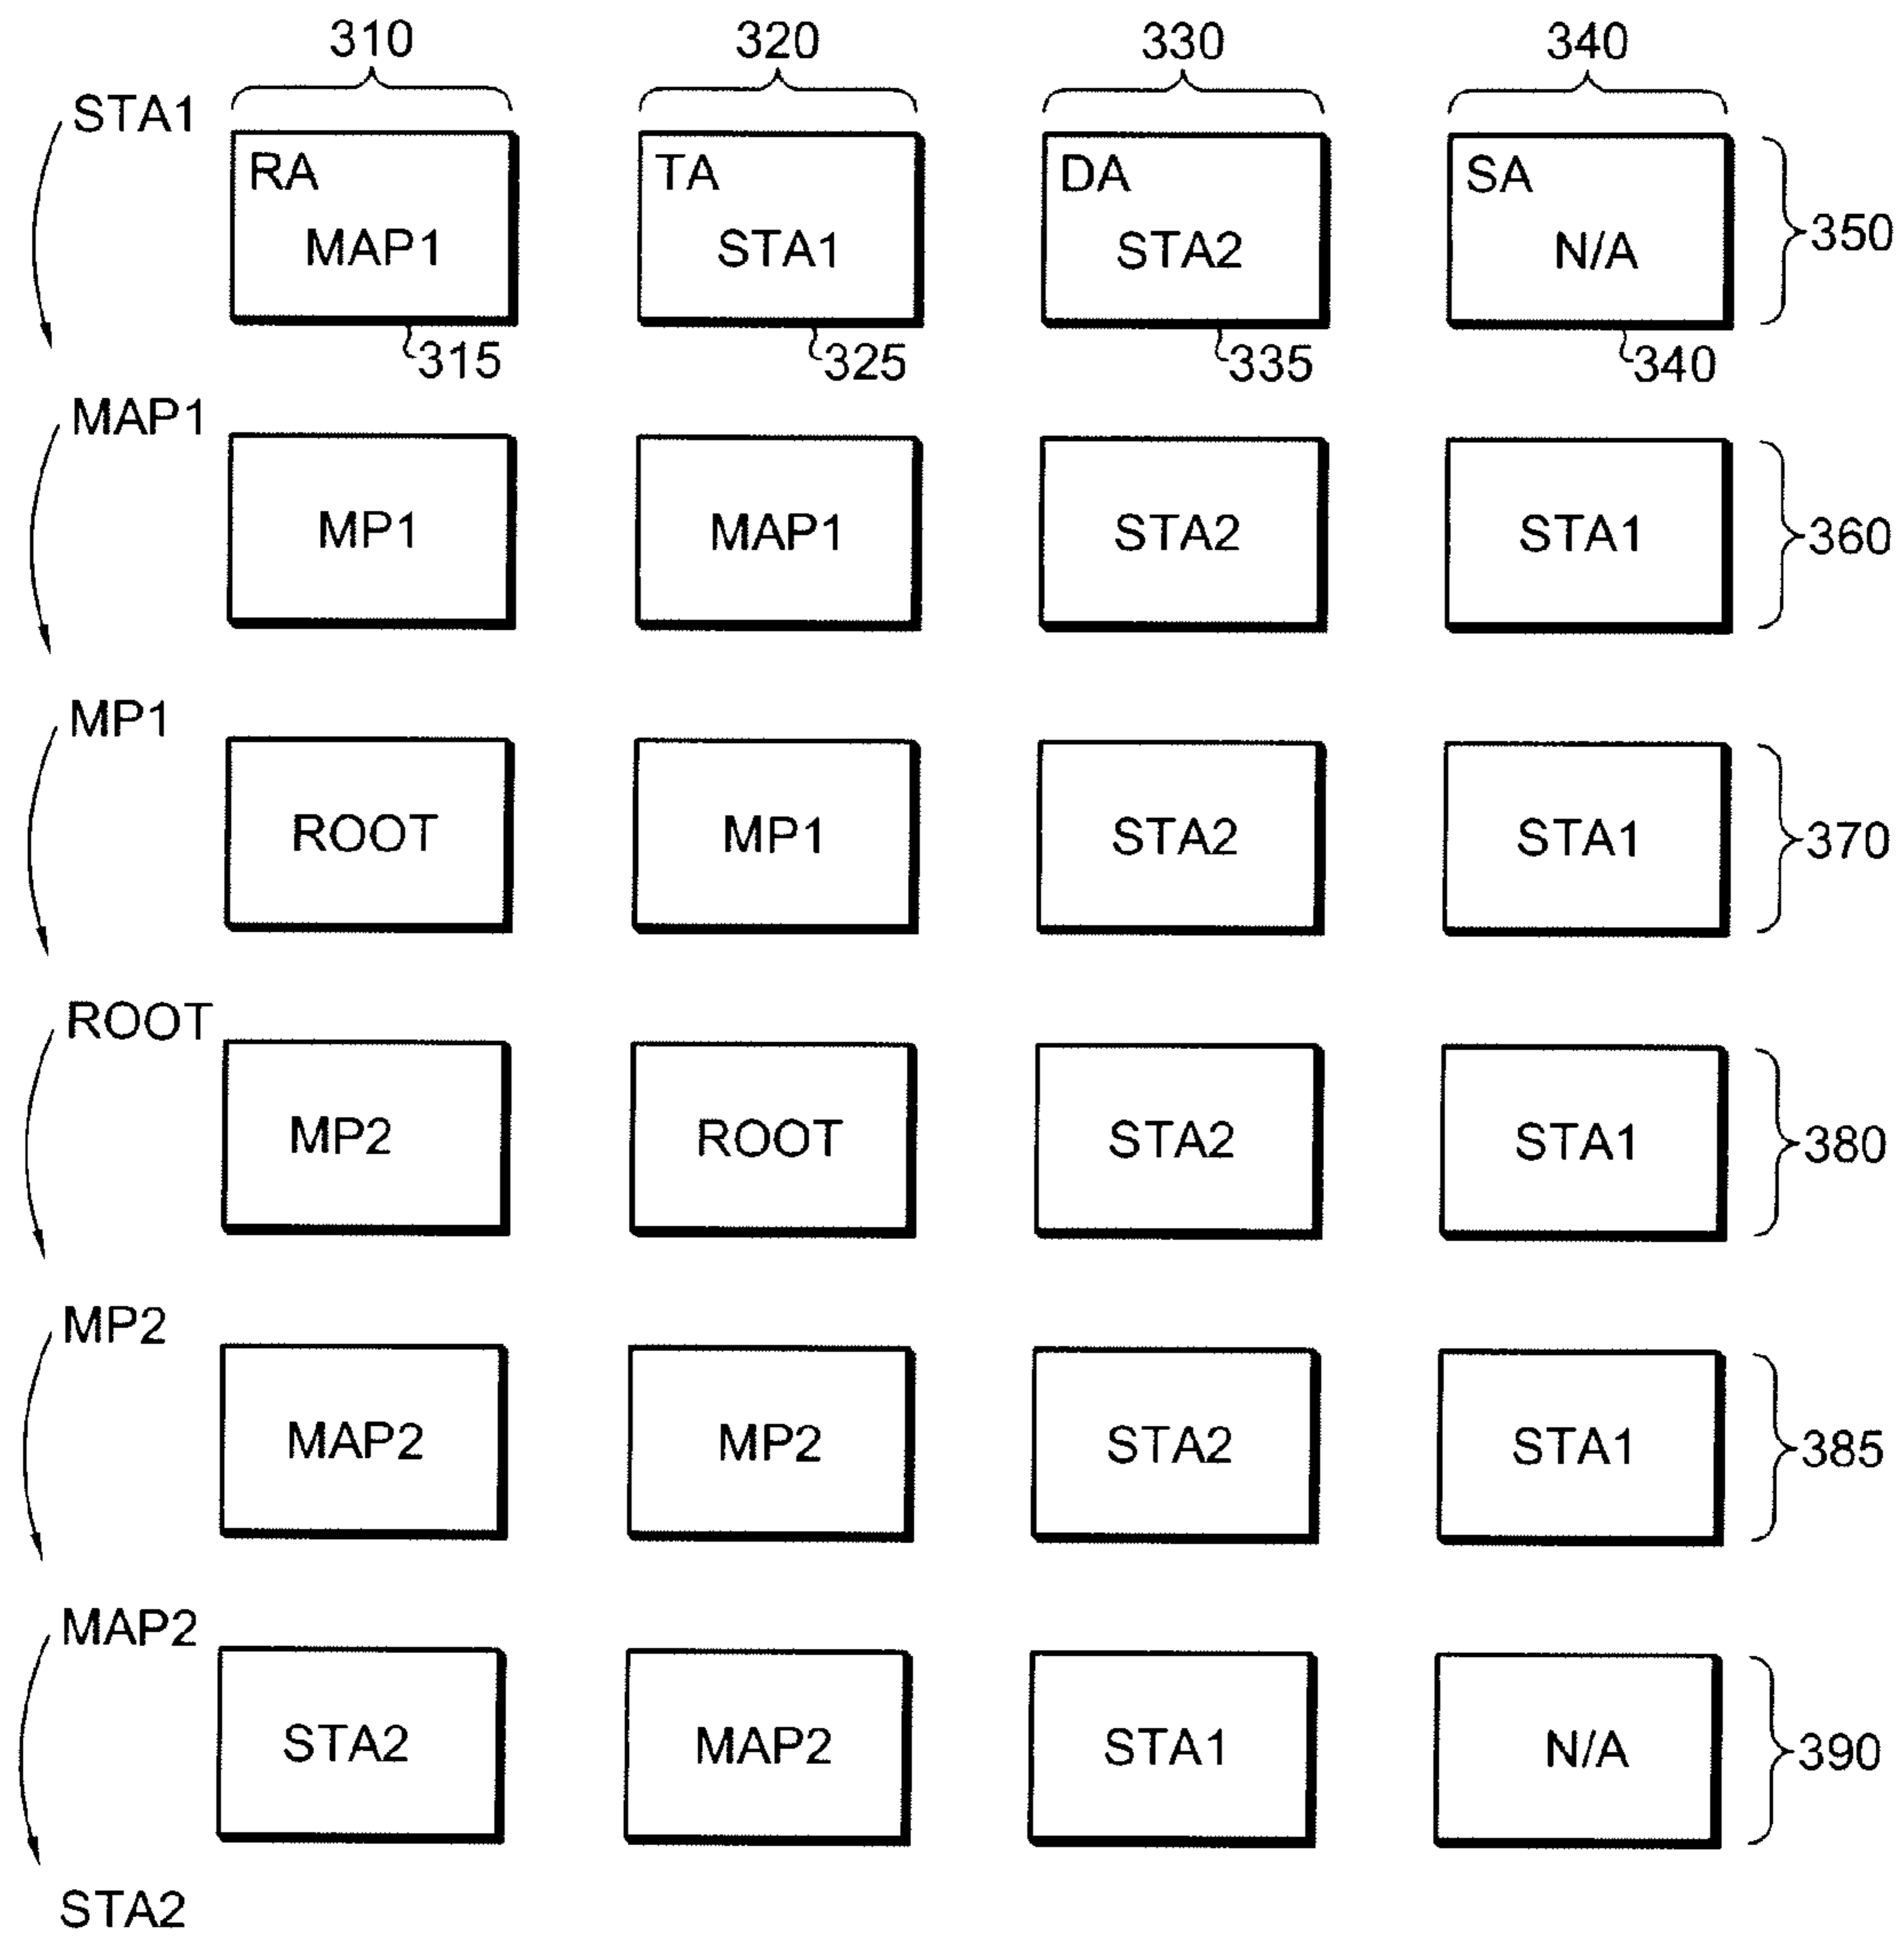 310 320 330 340
STA1
RA TA DA SA
MAP1 STA1 STA2 N/A 350
315 325 335 340
MAP1
MP1 MAP1 STA2 STA1 360
MP1
ROOT MP1 STA2 STA1 370
ROOT
MP2 ROOT STA2 STA1 380
MP2
MAP2 MP2 STA2 STA1 385
MAP2
STA2 MAP2 STA1 N/A 390
STA2